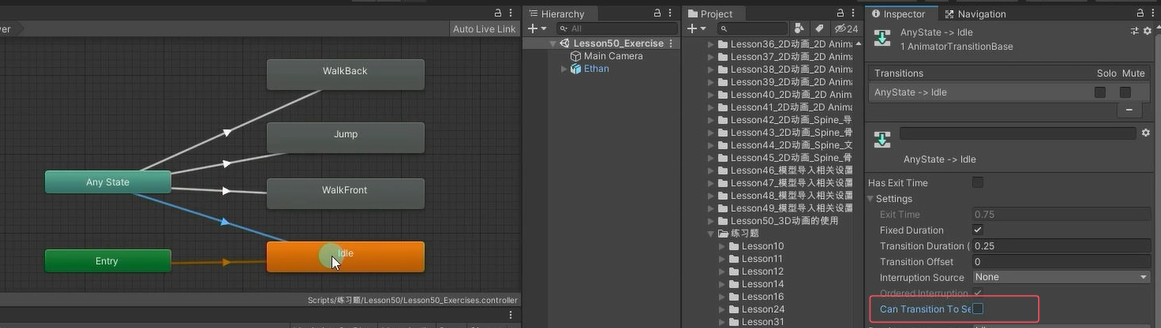 ver
Auto Live Link
WalkBack
Jump
Any State
WalkFront
Idle
Entry
Scripts/练习题/Lesson50/Lesson50_Exercises.controller
Hierarchy
All
Lesson50_Exercise
Main Camera
Ethan
Project
24
Lesson36_2D动画_2D Anima
Lesson37_2D动画_2D Anim
Lesson38_2D动画_2D Anim
Lesson39_2D动画_2D Anim
Lesson40_2D动画_2D Anim
Lesson41_2D动画_2D Anim
Lesson42_2D动画_Spine_导
Lesson43_2D动画_Spine_骨
Lesson44_2D动画_Spine_文
Lesson45_2D动画_Spine_骨
Lesson46_模型导入相关设置
Lesson47_模型导入相关设置
Lesson48_模型导入相关设置
Lesson49_模型导入相关设置
Lesson50_3D动画的使用
练习题
Lesson10
Lesson11
Lesson12
Lesson14
Lesson16
Lesson24
Lesson31
Inspector
Navigation
AnyState -> Idle
1 AnimatorTransitionBase
Transitions
Solo
Mute
AnyState -> Idle
AnyState -> Idle
Has Exit Time
Settings
Exit Time
0.75
Fixed Duration
Transition Duration (
0.25
Transition Offset
0
Interruption Source
None
Ordered Interruption
Can Transition To Se